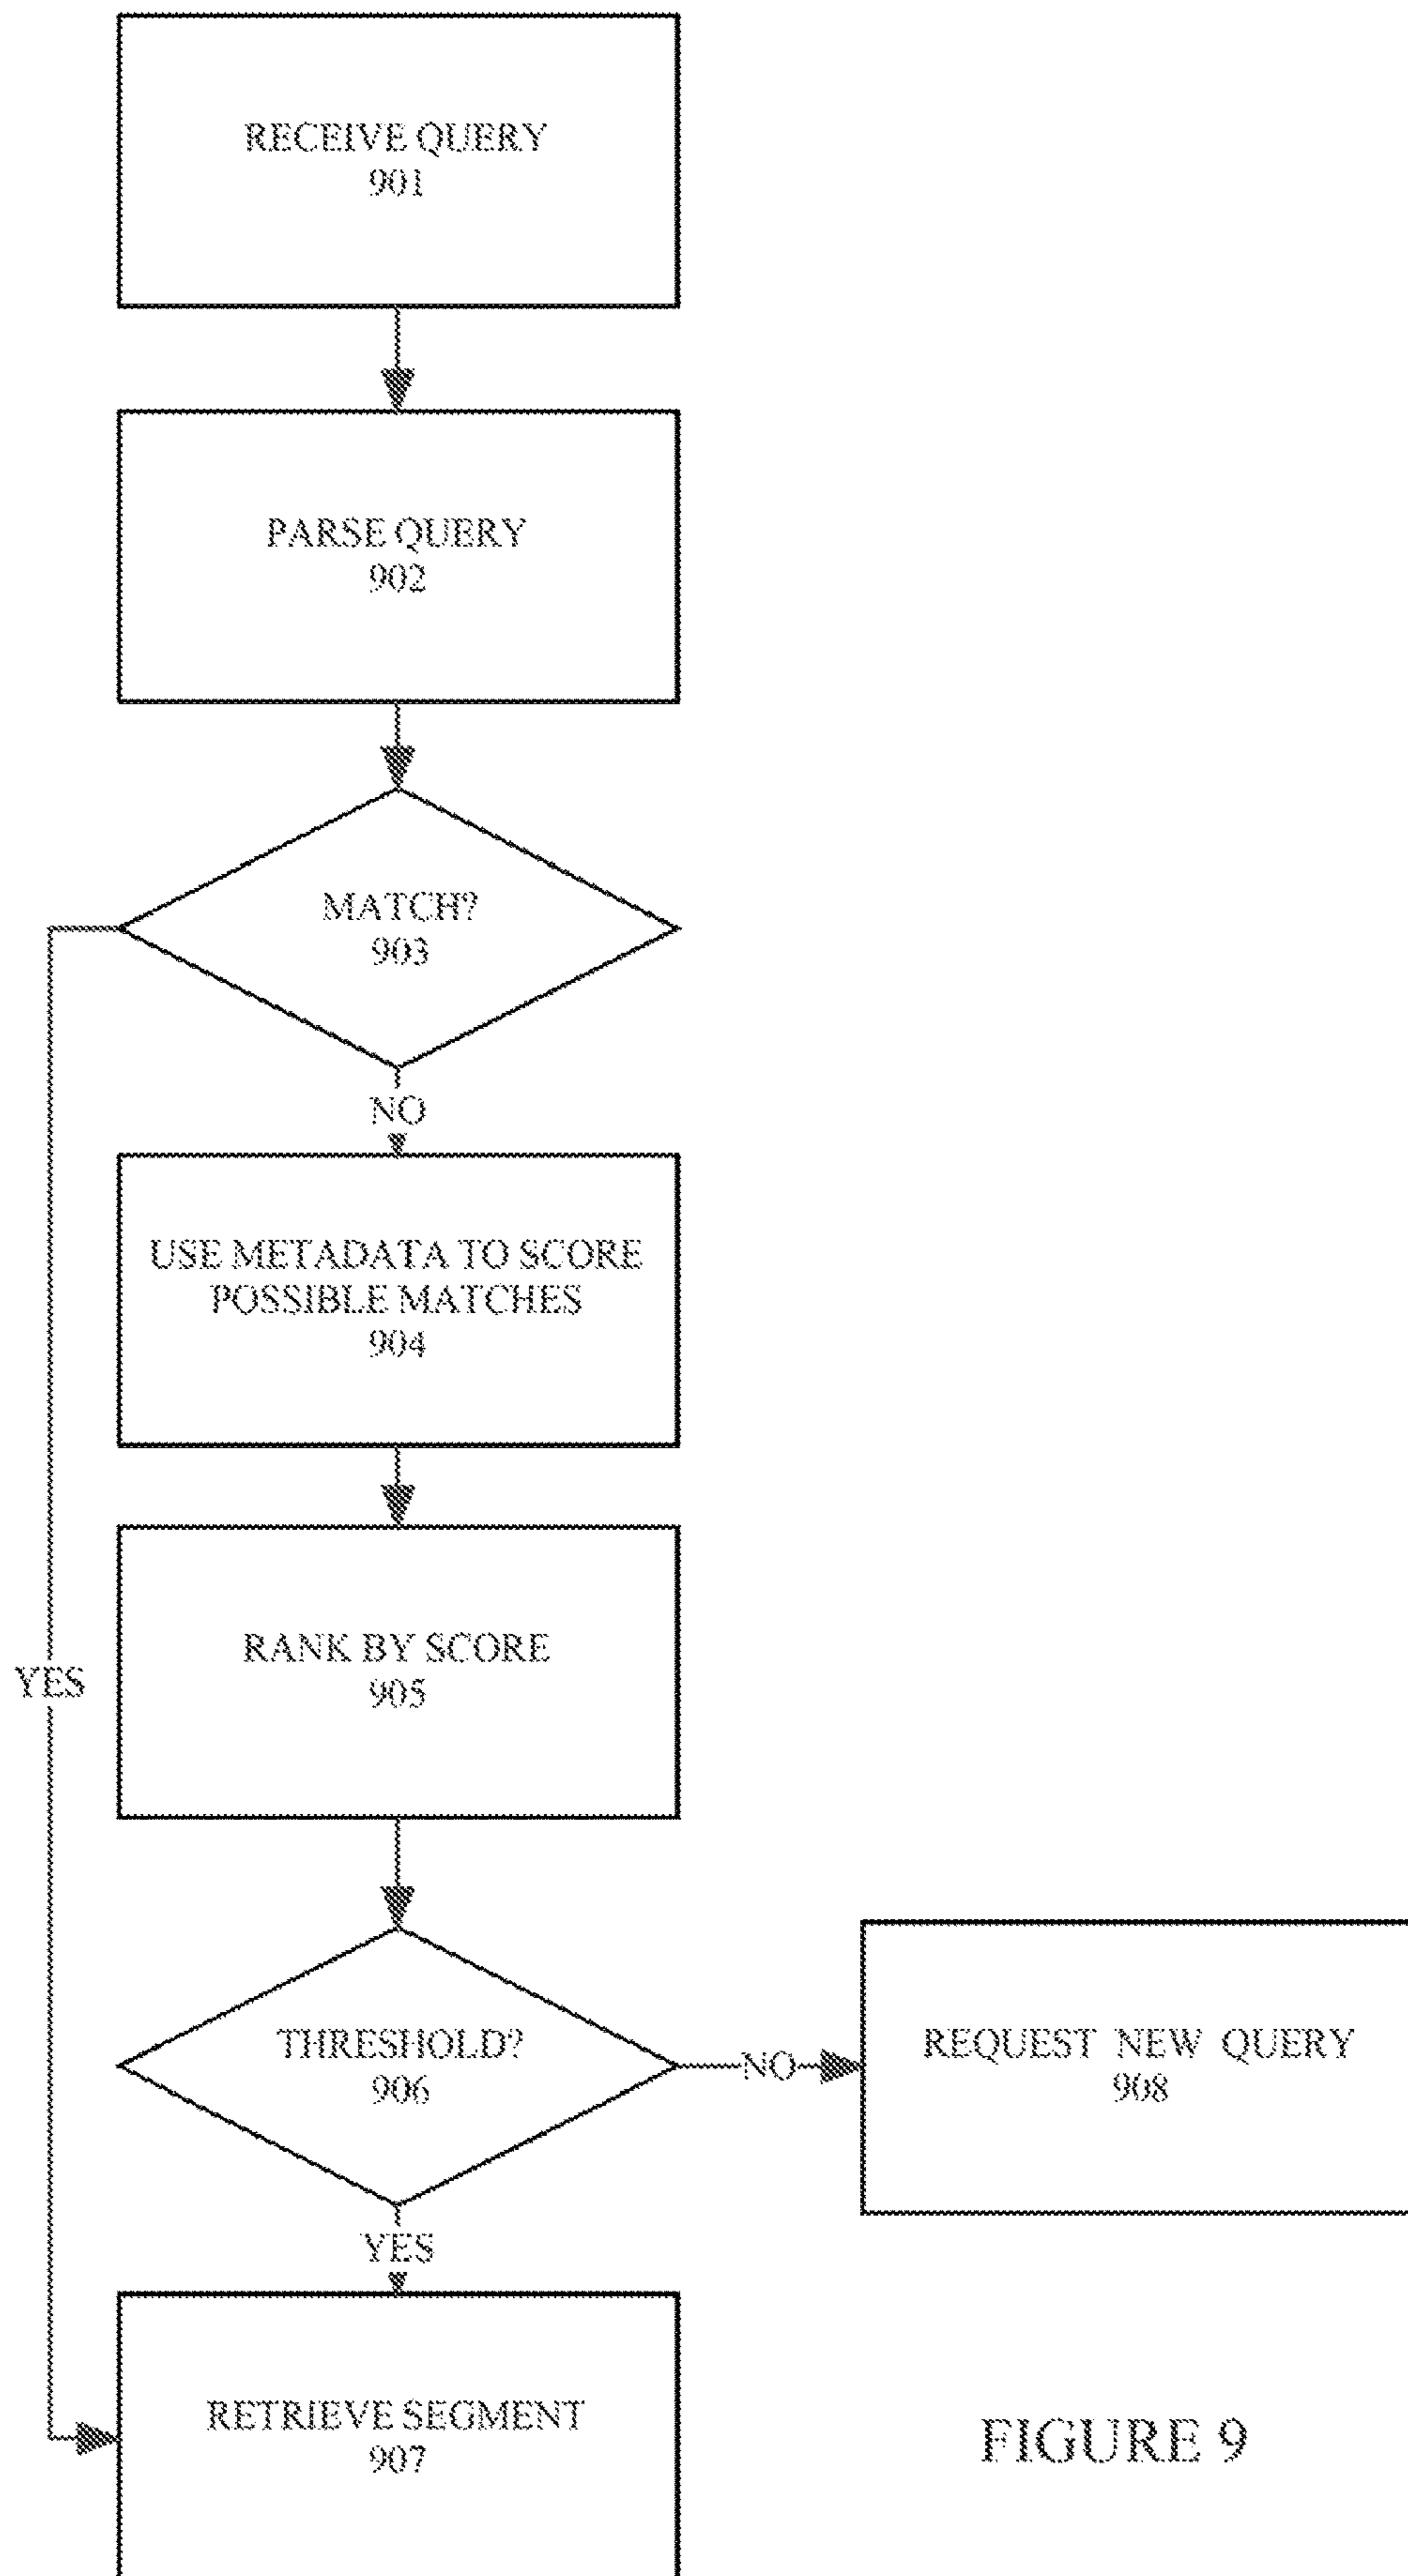 RECEIVE QUERY
901
PARSE QUERY
902
MATCH?
903
NO
USE METADATA TO SCORE
POSSIBLE MATCHES
904
RANK BY SCORE
905
YES
THRESHOLD?
906
NO
REQUEST NEW QUERY
908
YES
RETRIEVE SEGMENT
907
FIGURE 9